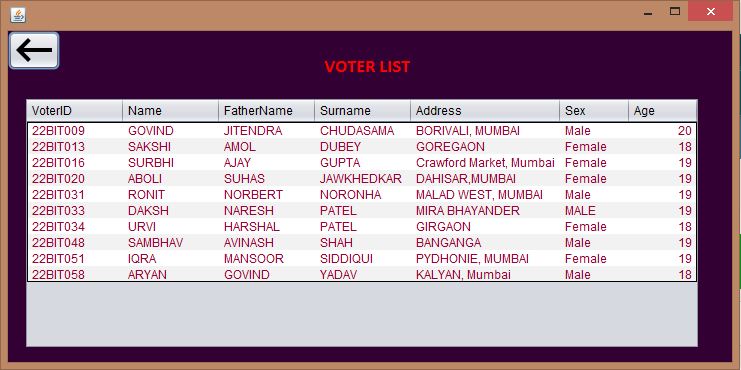 VOTER LIST
VoterID Name FatherName Surname Address Sex Age
22BIT009 GOVIND JITENDRA CHUDASAMA BORIVALI, MUMBAI Male 20
22BIT013 SAKSHI AMOL DUBEY GOREGAON Female 18
22BIT016 SURBHI AJAY GUPTA Crawford Market, Mumbai Female 19
22BIT020 ABOLI SUHAS JAWKHEDKAR DAHISAR,MUMBAI Female 19
22BIT031 RONIT NORBERT NORONHA MALAD WEST, MUMBAI Male 19
22BIT033 DAKSH NARESH PATEL MIRA BHAYANDER MALE 19
22BIT034 URVI HARSHAL PATEL GIRGAON Female 18
22BIT048 SAMBHAV AVINASH SHAH BANGANGA Male 19
22BIT051 IQRA MANSOOR SIDDIQUI PYDHONIE, MUMBAI Female 19
22BIT058 ARYAN GOVIND YADAV KALYAN, Mumbai Male 18